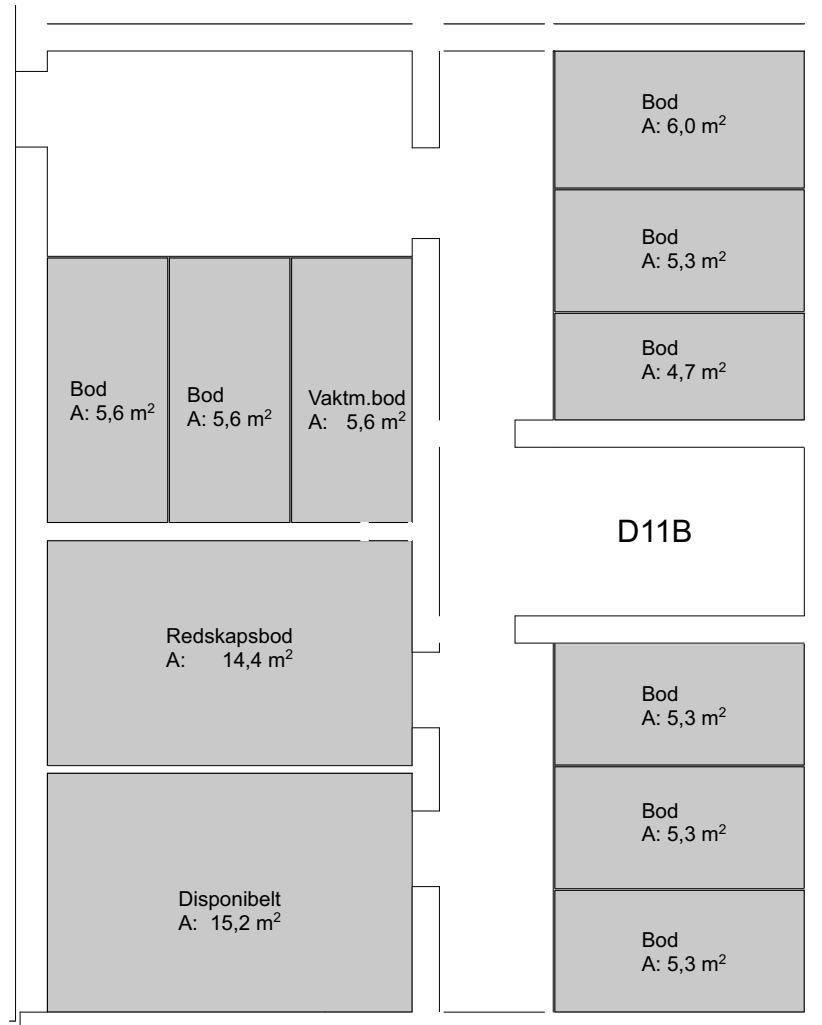 Bod
A: 6,0 m²
Bod
A: 5,3 m²
Bod
A: 4,7 m²
Bod
A: 5,6 m²
Bod
A: 5,6 m²
Vaktm.bod
A: 5,6 m²
D11B
Redskapsbod
A: 14,4 m²
Bod
A: 5,3 m²
Bod
A: 5,3 m²
Disponibelt
A: 15,2 m²
Bod
A: 5,3 m²